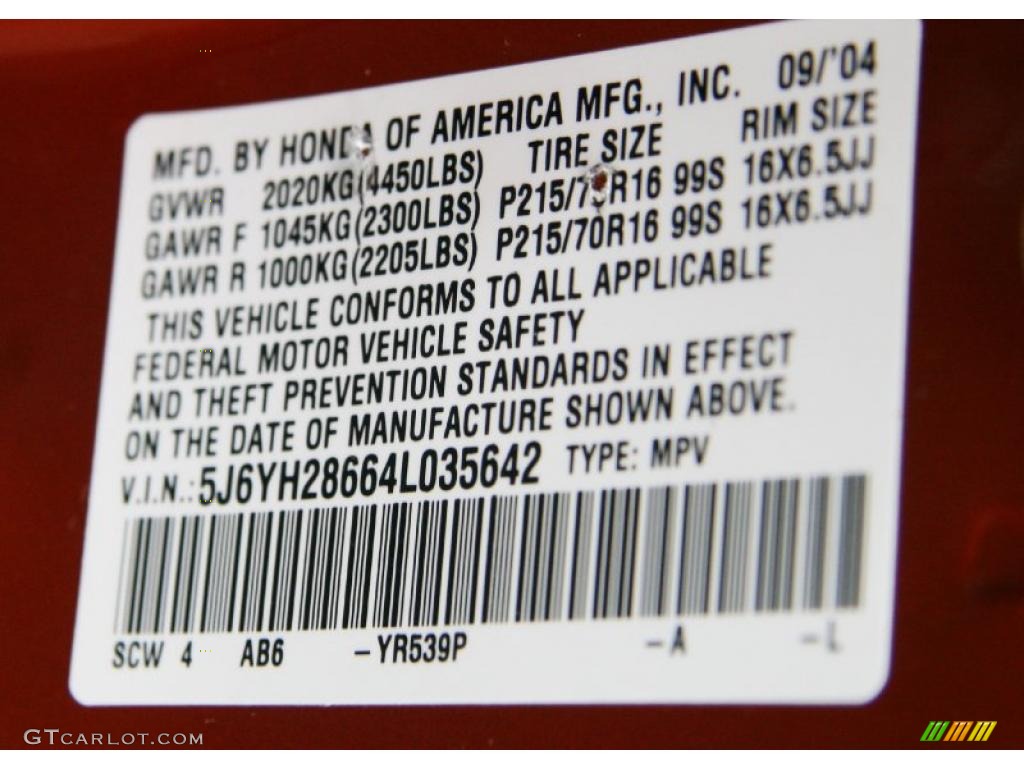 MFD. BY HONDA OF AMERICA MFG., INC. 09/'04
GVWR 2020KG(4450LBS) TIRE SIZE RIM SIZE
GAWR F 1045KG(2300LBS) P215/70R16 99S 16X6.5JJ
GAWR R 1000KG(2205LBS) P215/70R16 99S 16X6.5JJ
THIS VEHICLE CONFORMS TO ALL APPLICABLE
FEDERAL MOTOR VEHICLE SAFETY
AND THEFT PREVENTION STANDARDS IN EFFECT
ON THE DATE OF MANUFACTURE SHOWN ABOVE.
V.I.N.:5J6YH28664L035642 TYPE: MPV
SCW 4 AB6 –YR539P –A –L
GTCARLOT.COM